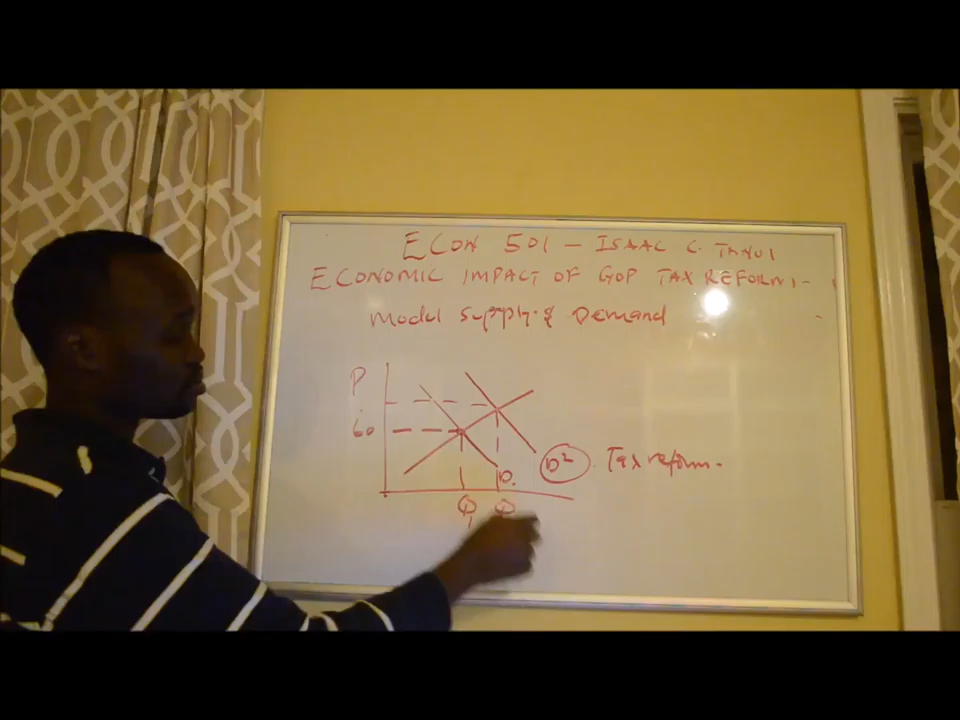 ECON 501 - ISAAC C. TANUI
ECONOMIC IMPACT OF GOP TAX REFORM -
Model Supply & Demand
P
60
D2 Tax reform.
D.
Q1 Q